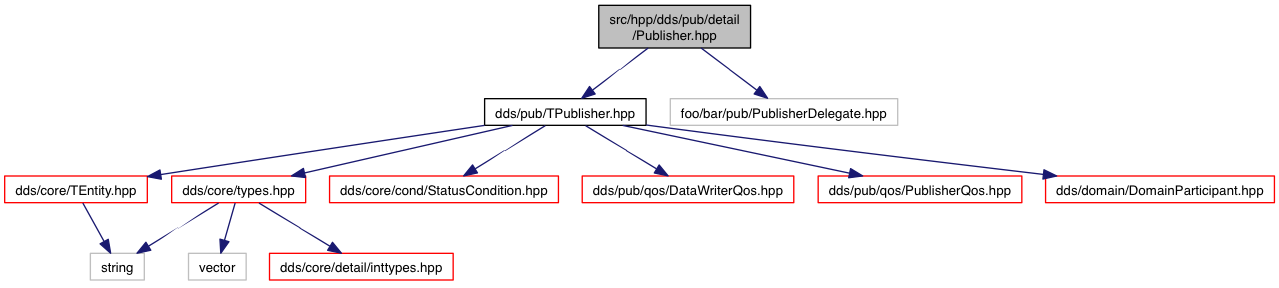 src/hpp/dds/pub/detail
/Publisher.hpp
dds/pub/TPublisher.hpp
foo/bar/pub/PublisherDelegate.hpp
dds/core/TEntity.hpp
dds/core/types.hpp
dds/core/cond/StatusCondition.hpp
dds/pub/qos/DataWriterQos.hpp
dds/pub/qos/PublisherQos.hpp
dds/domain/DomainParticipant.hpp
string
vector
dds/core/detail/inttypes.hpp